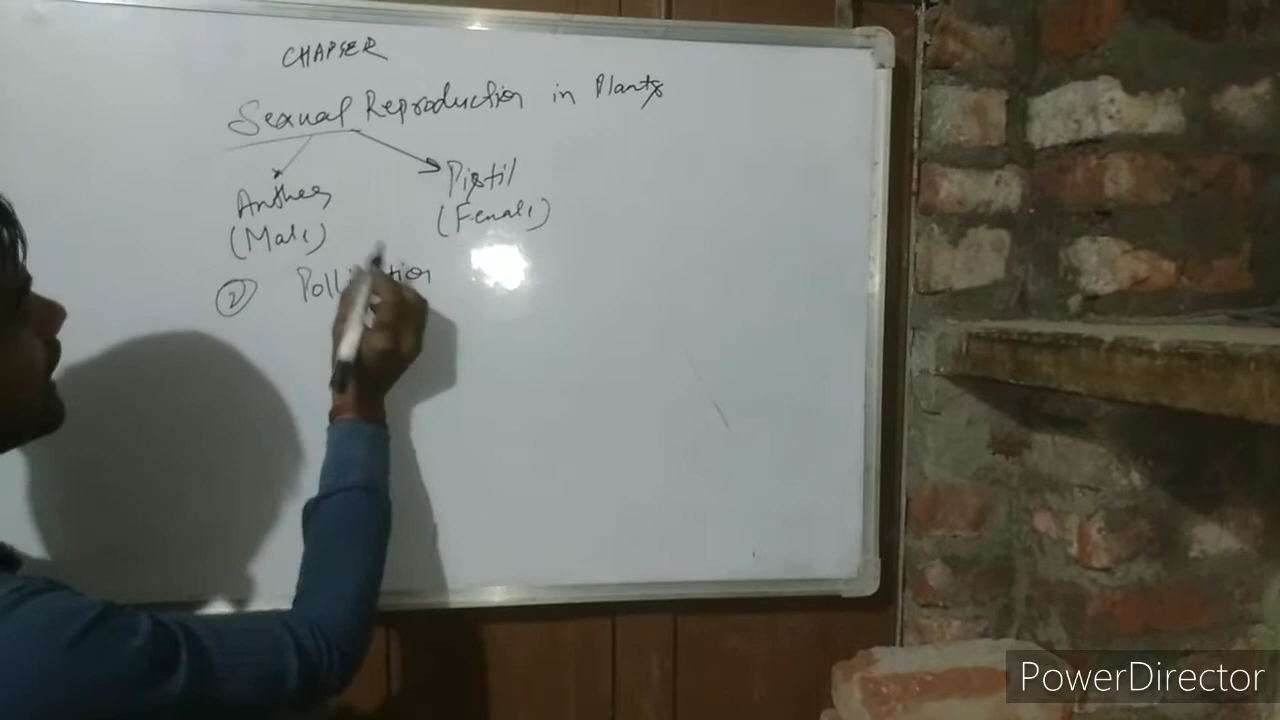 CHAPTER
Sexual Reproduction in Plants
Anther Pistil
(Male) (Female)
② Pollination
PowerDirector